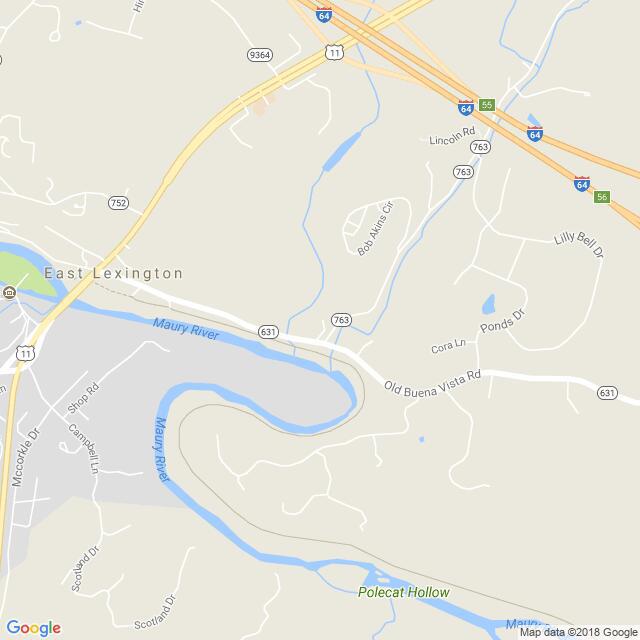 Hi
64
9364
11
64
55
64
Lincoln Rd
763
763
64
56
752
Bob Akins Cir
Lilly Bell Dr
East Lexington
Maury River
631
763
Ponds Dr
Cora Ln
11
Old Buena Vista Rd
631
Shop Rd
Mccorkle Dr
Campbell Ln
Maury River
Scotland Dr
Scotland Dr
Polecat Hollow
Maury
Google
Map data ©2018 Google